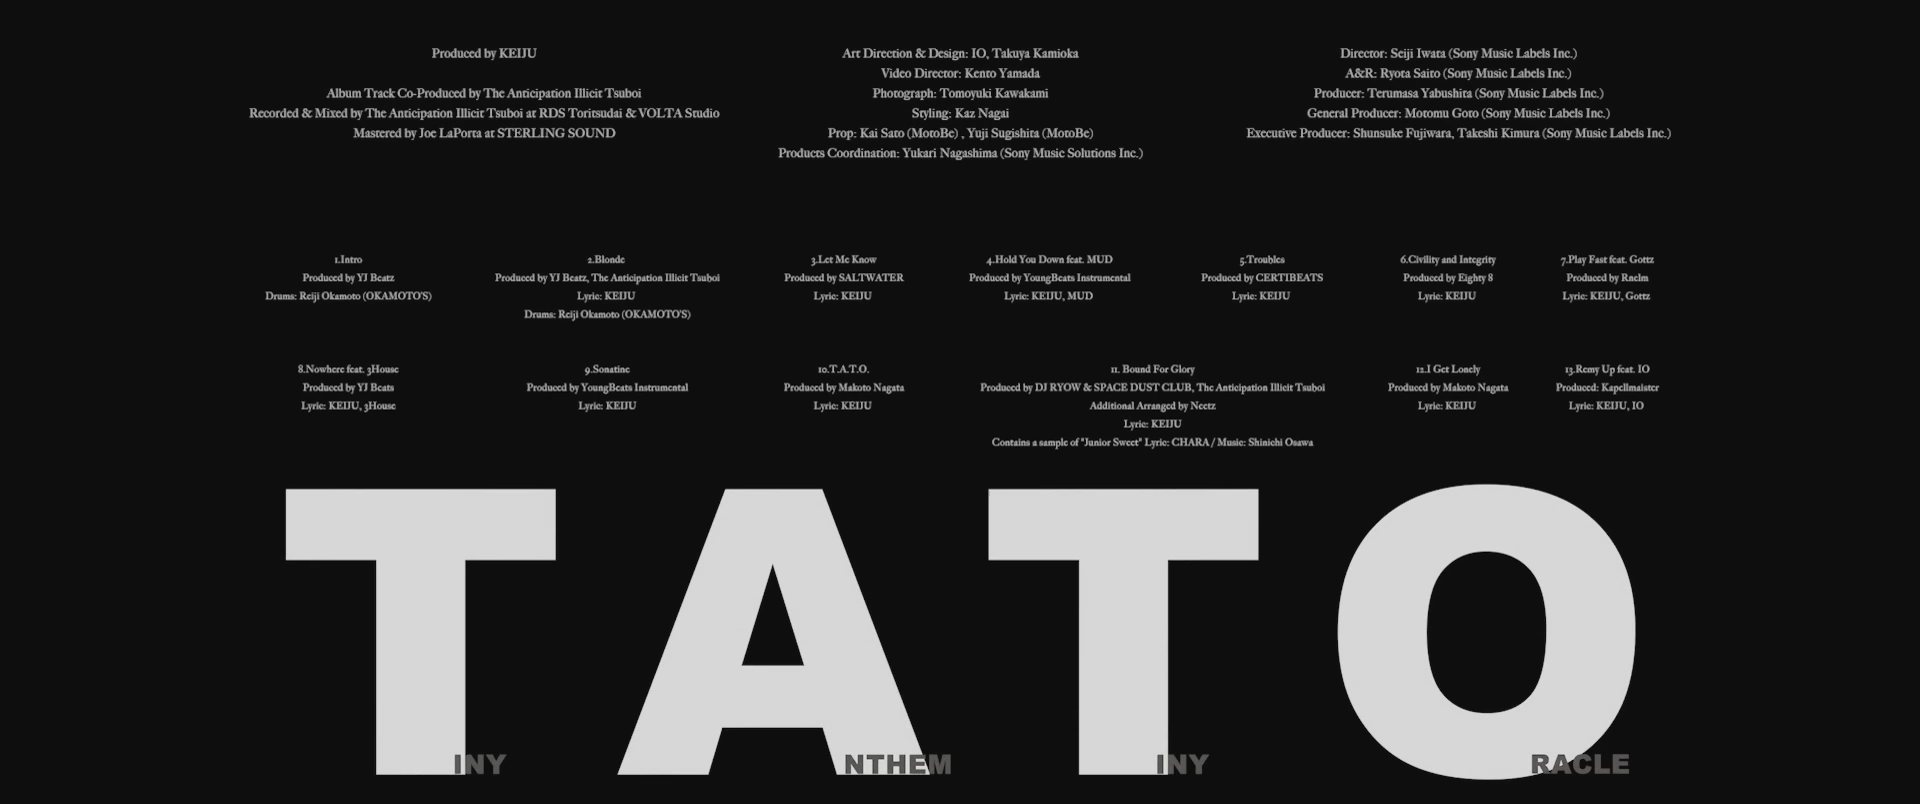 Produced by KEIJU
Album Track Co-Produced by The Anticipation Illicit Tsuboi
Recorded & Mixed by The Anticipation Illicit Tsuboi at RDS Toritsudai & VOLTA Studio
Mastered by Joe LaPorta at STERLING SOUND
Art Direction & Design: IO, Takuya Kamioka
Video Director: Kento Yamada
Photograph: Tomoyuki Kawakami
Styling: Kaz Nagai
Prop: Kai Sato (MotoBe) , Yuji Sugishita (MotoBe)
Products Coordination: Yukari Nagashima (Sony Music Solutions Inc.)
Director: Seiji Iwata (Sony Music Labels Inc.)
A&R: Ryota Saito (Sony Music Labels Inc.)
Producer: Terumasa Yabushita (Sony Music Labels Inc.)
General Producer: Motomu Goto (Sony Music Labels Inc.)
Executive Producer: Shunsuke Fujiwara, Takeshi Kimura (Sony Music Labels Inc.)
1.Intro
Produced by YJ Beatz
Drums: Reiji Okamoto (OKAMOTO'S)
2.Blonde
Produced by YJ Beatz, The Anticipation Illicit Tsuboi
Lyric: KEIJU
Drums: Reiji Okamoto (OKAMOTO'S)
3.Let Me Know
Produced by SALTWATER
Lyric: KEIJU
4.Hold You Down feat. MUD
Produced by YoungBeats Instrumental
Lyric: KEIJU, MUD
5.Troubles
Produced by CERTIBEATS
Lyric: KEIJU
6.Civility and Integrity
Produced by Eighty 8
Lyric: KEIJU
7.Play Fast feat. Gottz
Produced by Raelm
Lyric: KEIJU, Gottz
8.Nowhere feat. 3House
Produced by YJ Beats
Lyric: KEIJU, 3House
9.Sonatine
Produced by YoungBeats Instrumental
Lyric: KEIJU
10.T.A.T.O.
Produced by Makoto Nagata
Lyric: KEIJU
11. Bound For Glory
Produced by DJ RYOW & SPACE DUST CLUB, The Anticipation Illicit Tsuboi
Additional Arranged by Neetz
Lyric: KEIJU
Contains a sample of "Junior Sweet" Lyric: CHARA / Music: Shinichi Osawa
12.I Get Lonely
Produced by Makoto Nagata
Lyric: KEIJU
13.Remy Up feat. IO
Produced: Kapellmaister
Lyric: KEIJU, IO
TINY ANTHEM TINY ORACLE